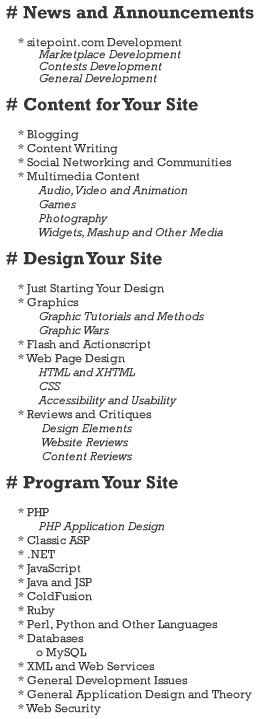 # News and Announcements
* sitepoint.com Development
Marketplace Development
Contests Development
General Development
# Content for Your Site
* Blogging
* Content Writing
* Social Networking and Communities
* Multimedia Content
Audio, Video and Animation
Games
Photography
Widgets, Mashup and Other Media
# Design Your Site
* Just Starting Your Design
* Graphics
Graphic Tutorials and Methods
Graphic Wars
* Flash and Actionscript
* Web Page Design
HTML and XHTML
CSS
Accessibility and Usability
* Reviews and Critiques
Design Elements
Website Reviews
Content Reviews
# Program Your Site
* PHP
PHP Application Design
* Classic ASP
* .NET
* JavaScript
* Java and JSP
* ColdFusion
* Ruby
* Perl, Python and Other Languages
* Databases
o MySQL
* XML and Web Services
* General Development Issues
* General Application Design and Theory
* Web Security